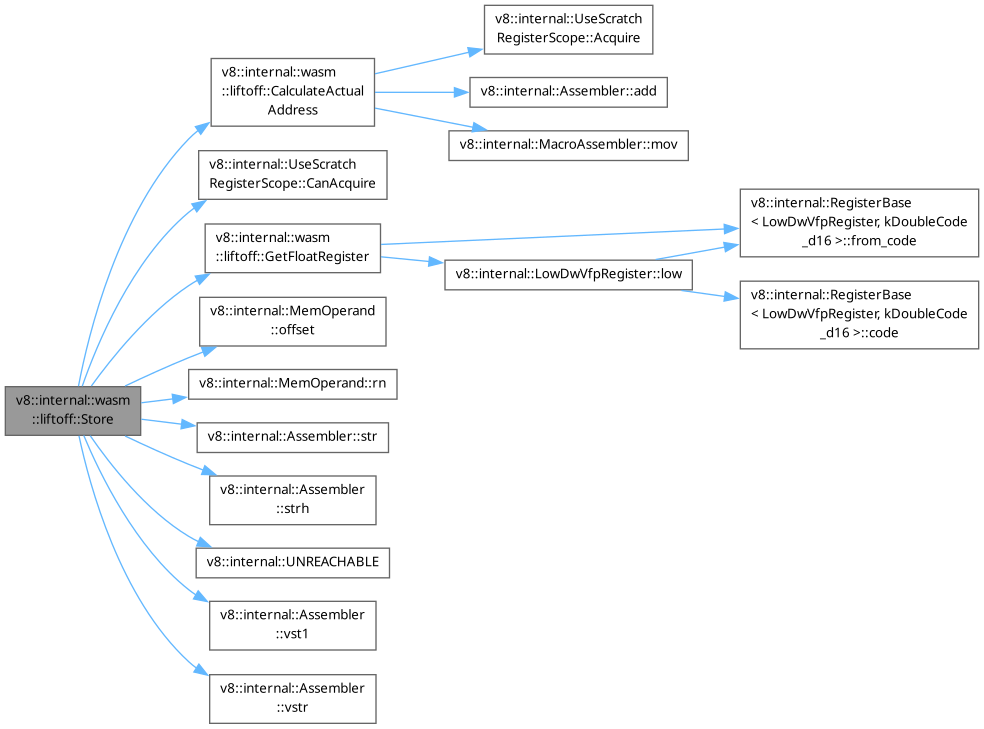 v8::internal::UseScratch
RegisterScope::Acquire
v8::internal::wasm
::liftoff::CalculateActual
Address
v8::internal::Assembler::add
v8::internal::MacroAssembler::mov
v8::internal::UseScratch
RegisterScope::CanAcquire
v8::internal::RegisterBase
< LowDwVfpRegister, kDoubleCode
_d16 >::from_code
v8::internal::wasm
::liftoff::GetFloatRegister
v8::internal::LowDwVfpRegister::low
v8::internal::RegisterBase
< LowDwVfpRegister, kDoubleCode
_d16 >::code
v8::internal::MemOperand
::offset
v8::internal::MemOperand::rn
v8::internal::wasm
::liftoff::Store
v8::internal::Assembler::str
v8::internal::Assembler
::strh
v8::internal::UNREACHABLE
v8::internal::Assembler
::vst1
v8::internal::Assembler
::vstr